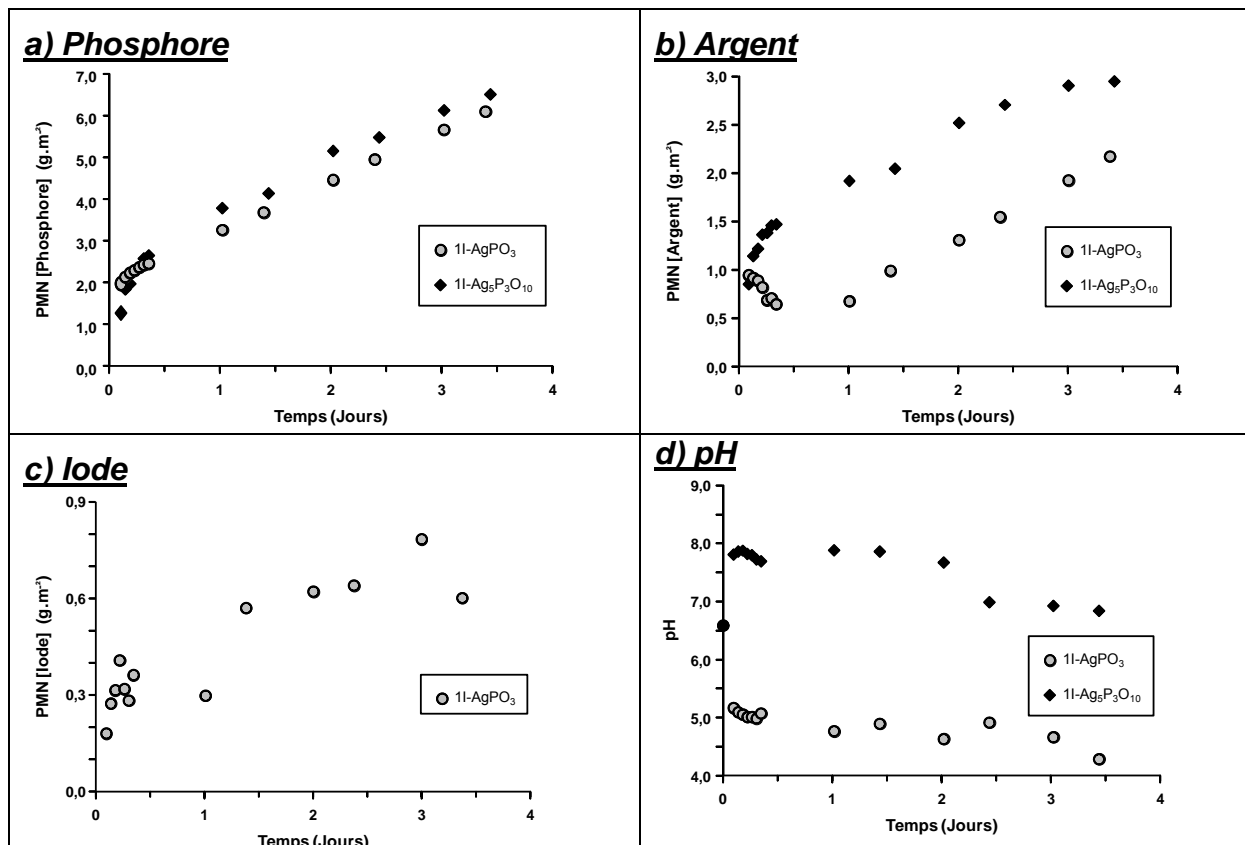 a) Phosphore
7,0
6,0
5,0
4,0
3,0
2,0
1,0
0,0
PMN [Phosphore] (g.m⁻²)
1I-AgPO₃
1I-Ag₅P₃O₁₀
0 1 2 3 4
Temps (Jours)
b) Argent
3,0
2,5
2,0
1,5
1,0
0,5
0,0
PMN [Argent] (g.m⁻²)
1I-AgPO₃
1I-Ag₅P₃O₁₀
0 1 2 3 4
Temps (Jours)
c) Iode
0,9
0,6
0,3
0,0
PMN [Iode] (g.m⁻²)
1I-AgPO₃
0 1 2 3 4
Temps (Jours)
d) pH
9,0
8,0
7,0
6,0
5,0
4,0
pH
1I-AgPO₃
1I-Ag₅P₃O₁₀
0 1 2 3 4
Temps (Jours)